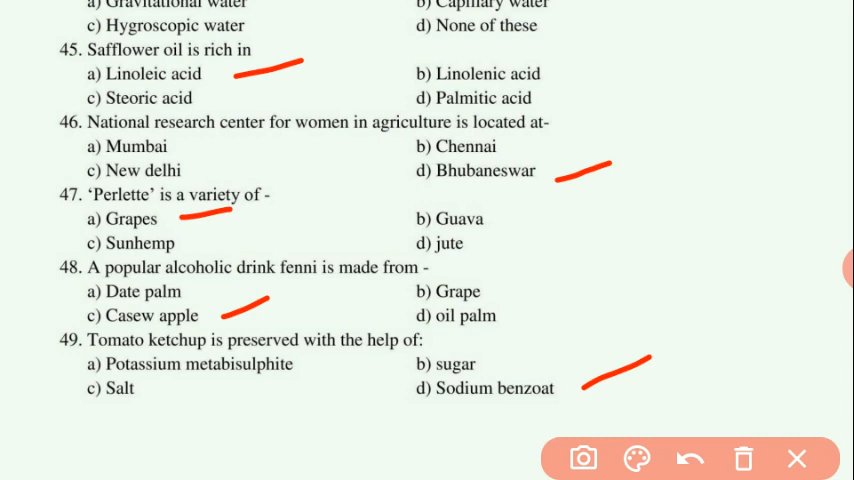 a) Gravitational water b) Capillary water
c) Hygroscopic water d) None of these
45. Safflower oil is rich in
a) Linoleic acid b) Linolenic acid
c) Steoric acid d) Palmitic acid
46. National research center for women in agriculture is located at-
a) Mumbai b) Chennai
c) New delhi d) Bhubaneswar
47. ‘Perlette’ is a variety of -
a) Grapes b) Guava
c) Sunhemp d) jute
48. A popular alcoholic drink fenni is made from -
a) Date palm b) Grape
c) Casew apple d) oil palm
49. Tomato ketchup is preserved with the help of:
a) Potassium metabisulphite b) sugar
c) Salt d) Sodium benzoat